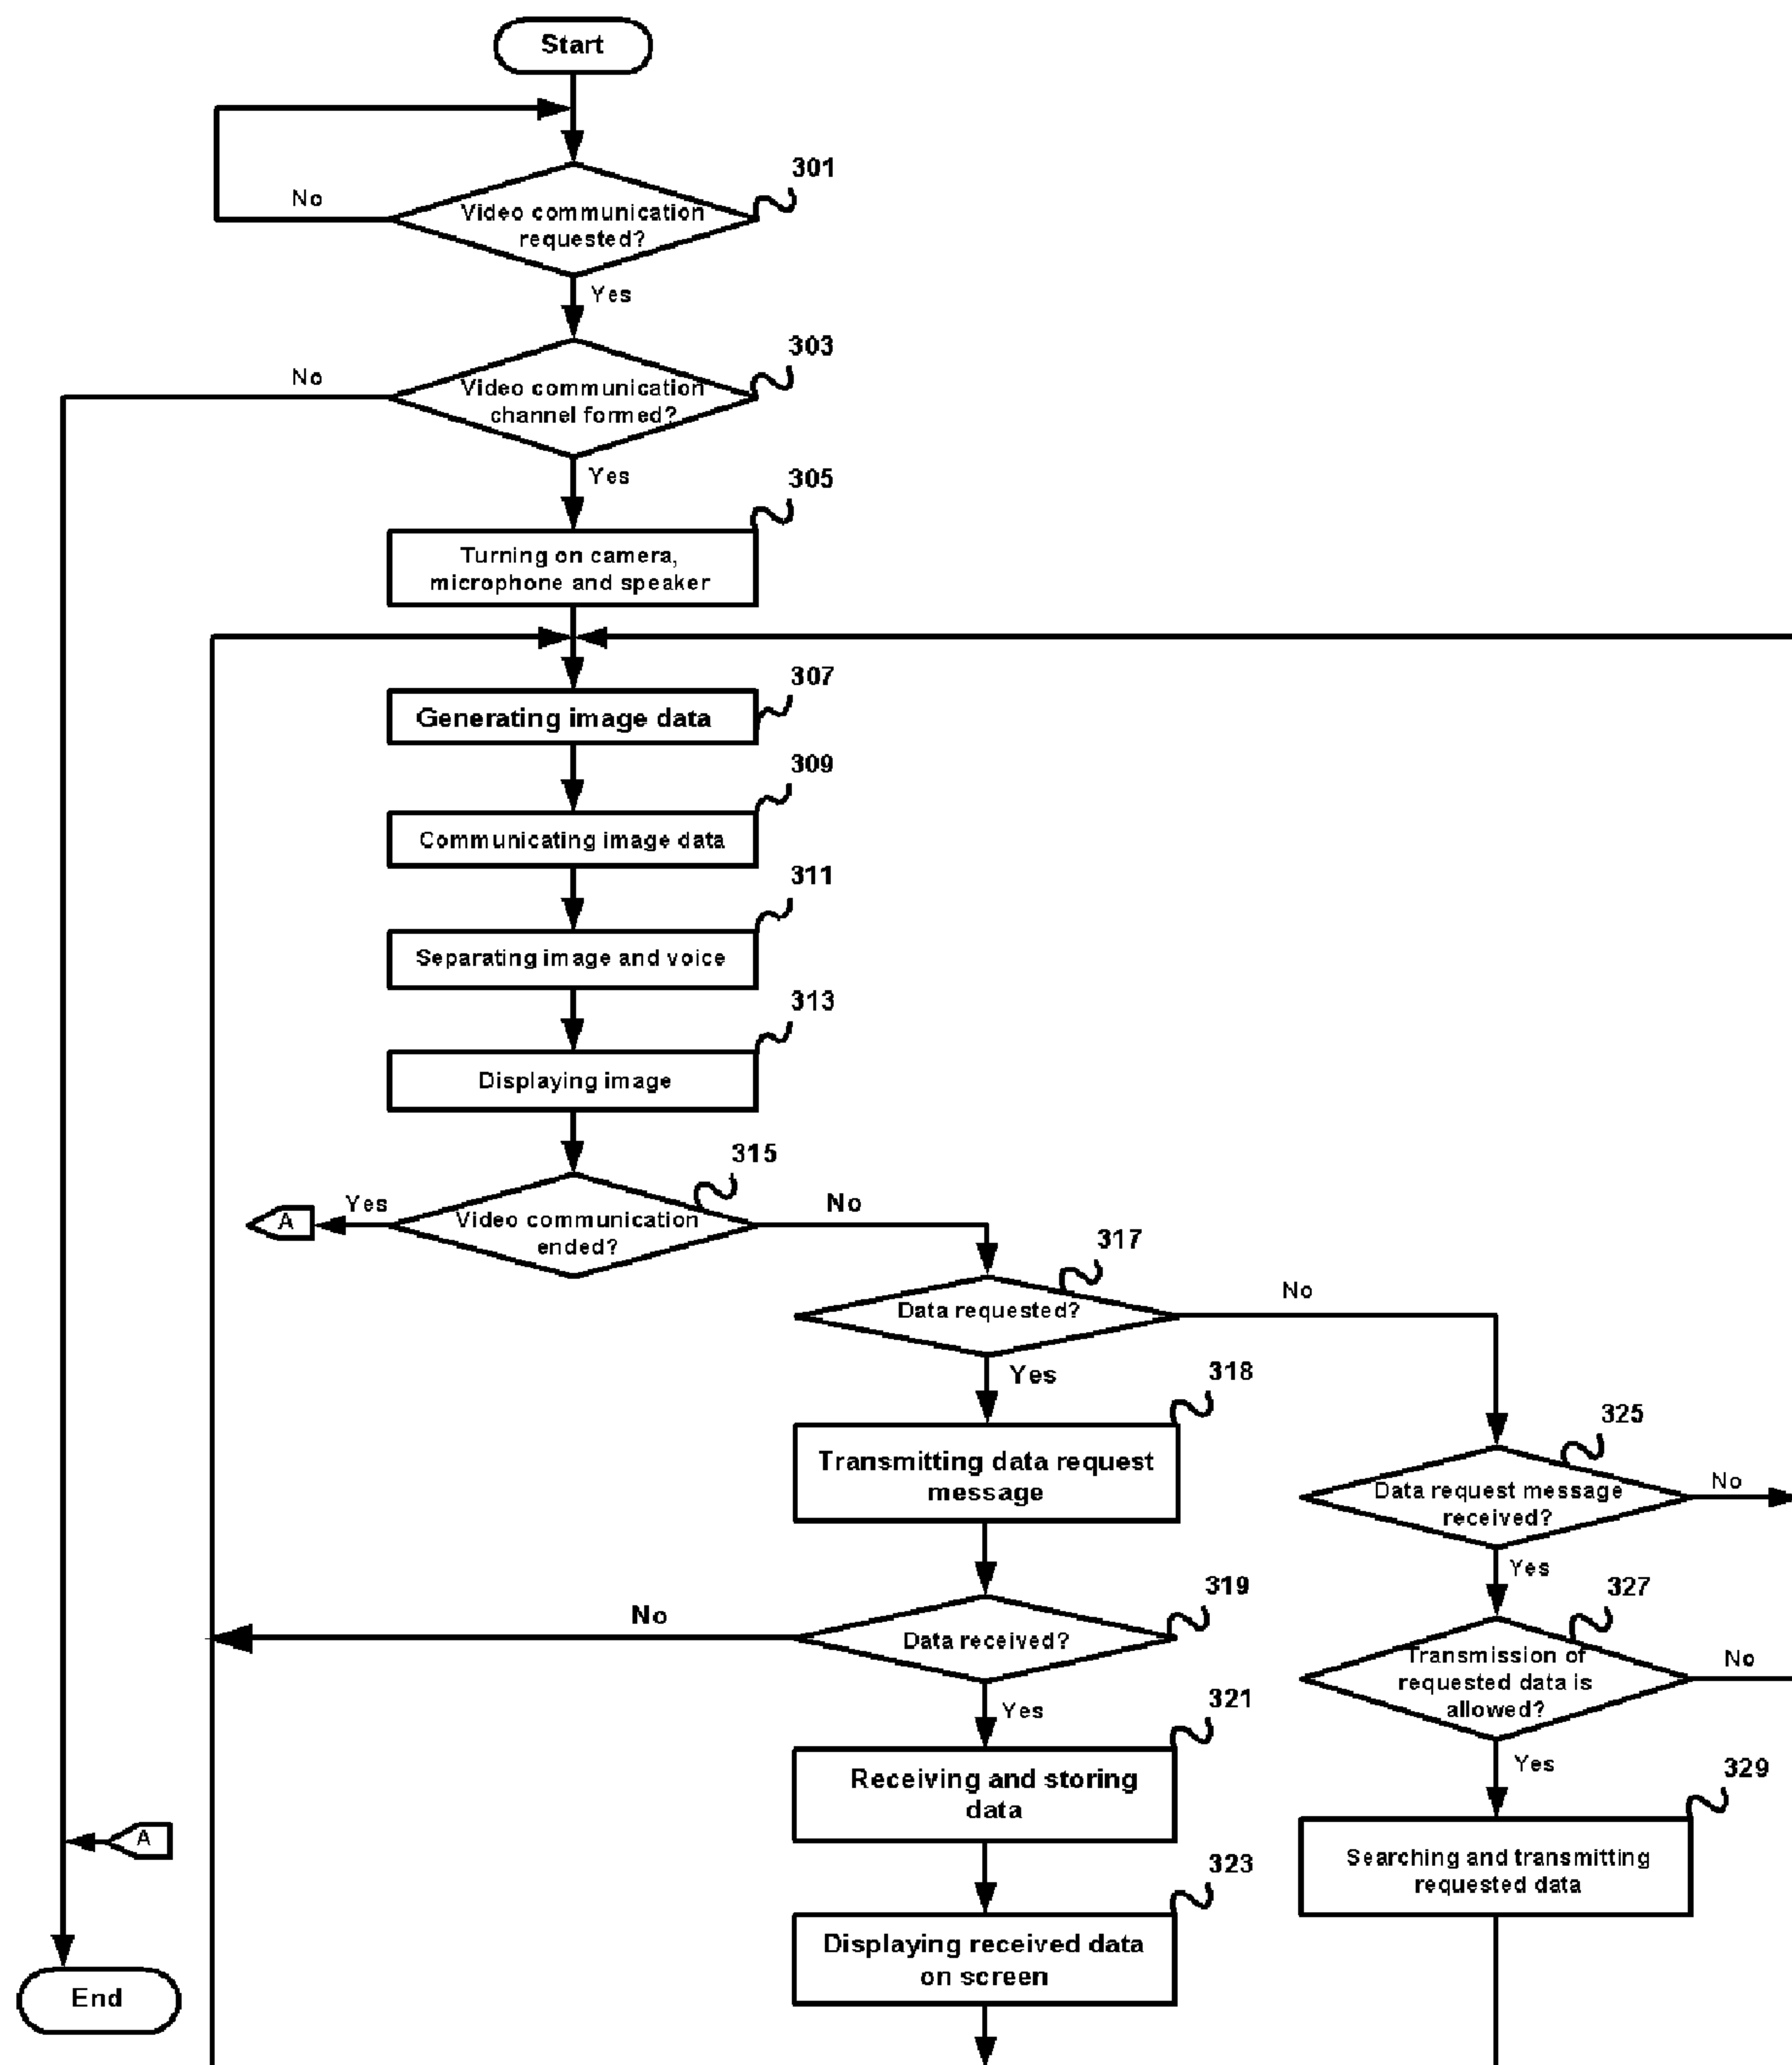 Start
301
No
Video communication
requested?
Yes
303
No
Video communication
channel formed?
Yes
305
Turning on camera,
microphone and speaker
307
Generating image data
309
Communicating image data
311
Separating image and voice
313
Displaying image
315
A
Yes
Video communication
ended?
No
317
Data requested?
No
Yes
318
Transmitting data request
message
325
Data request message
received?
No
Yes
319
No
Data received?
327
Transmission of
requested data is
allowed?
No
Yes
321
Receiving and storing
data
Yes
329
Searching and transmitting
requested data
A
323
Displaying received data
on screen
End